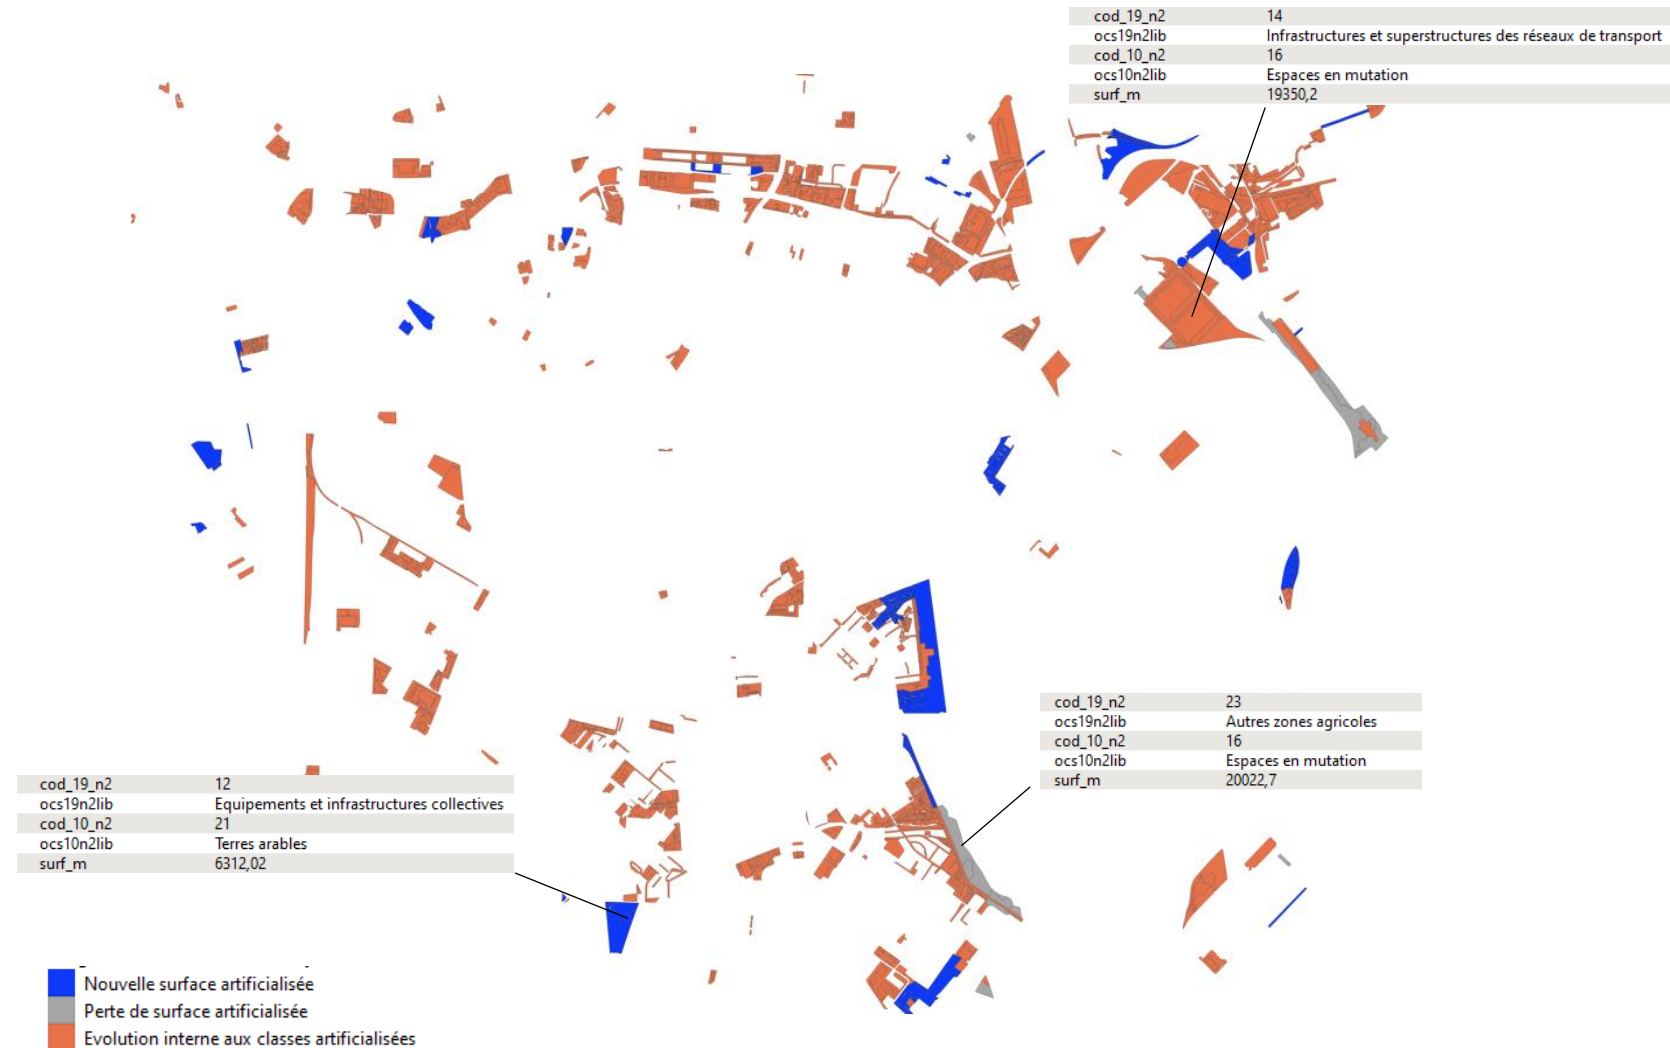 cod_19_n2 14
ocs19n2lib Infrastructures et superstructures des réseaux de transport
cod_10_n2 16
ocs10n2lib Espaces en mutation
surf_m 19350,2
cod_19_n2 23
ocs19n2lib Autres zones agricoles
cod_10_n2 16
ocs10n2lib Espaces en mutation
surf_m 20022,7
cod_19_n2 12
ocs19n2lib Equipements et infrastructures collectives
cod_10_n2 21
ocs10n2lib Terres arables
surf_m 6312,02
Nouvelle surface artificialisée
Perte de surface artificialisée
Evolution interne aux classes artificialisées